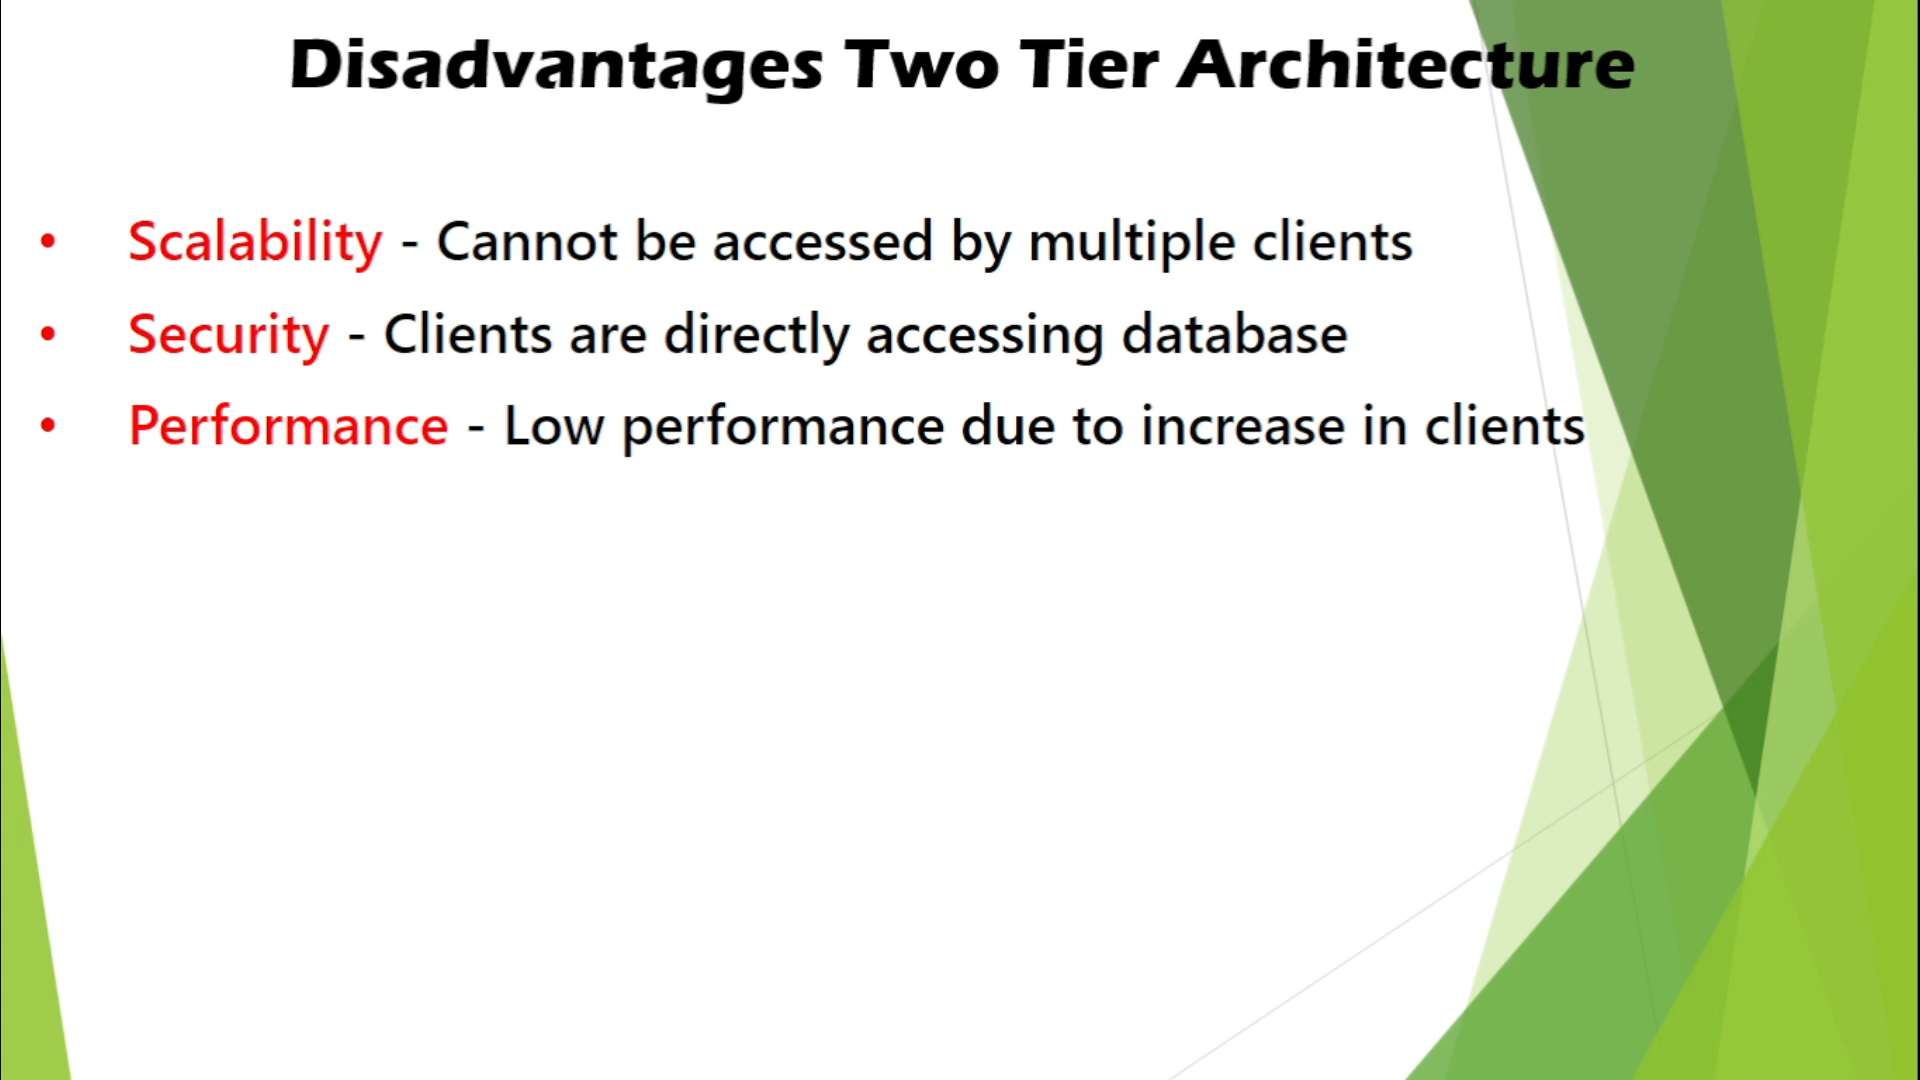 Disadvantages Two Tier Architecture
• Scalability - Cannot be accessed by multiple clients
• Security - Clients are directly accessing database
• Performance - Low performance due to increase in clients